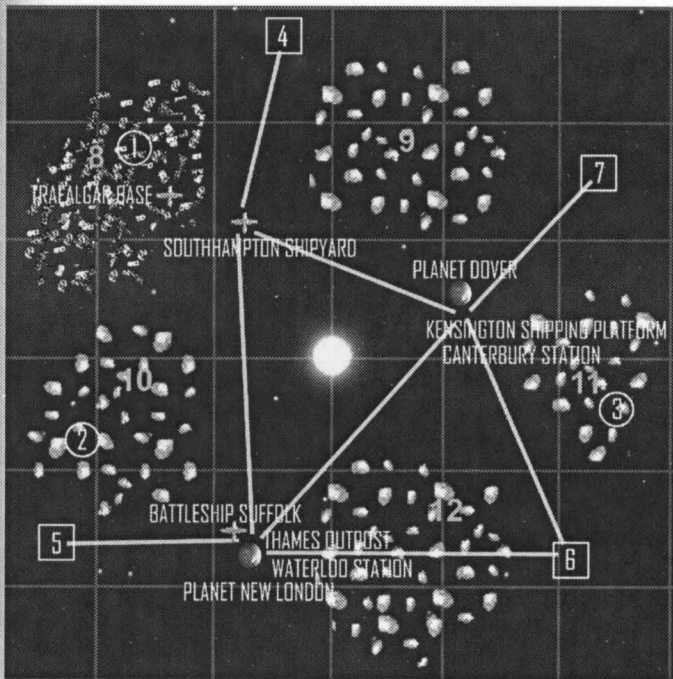 4
9
8
1
7
TRAFALGAR BASE
SOUTHHAMPTON SHIPYARD
PLANET DOVER
KENSINGTON SHIPPING PLATFORM
CANTERBURY STATION
10
11
3
2
BATTLESHIP SUFFOLK
12
5
THAMES OUTPOST
6
WATERLOO STATION
PLANET NEW LONDON